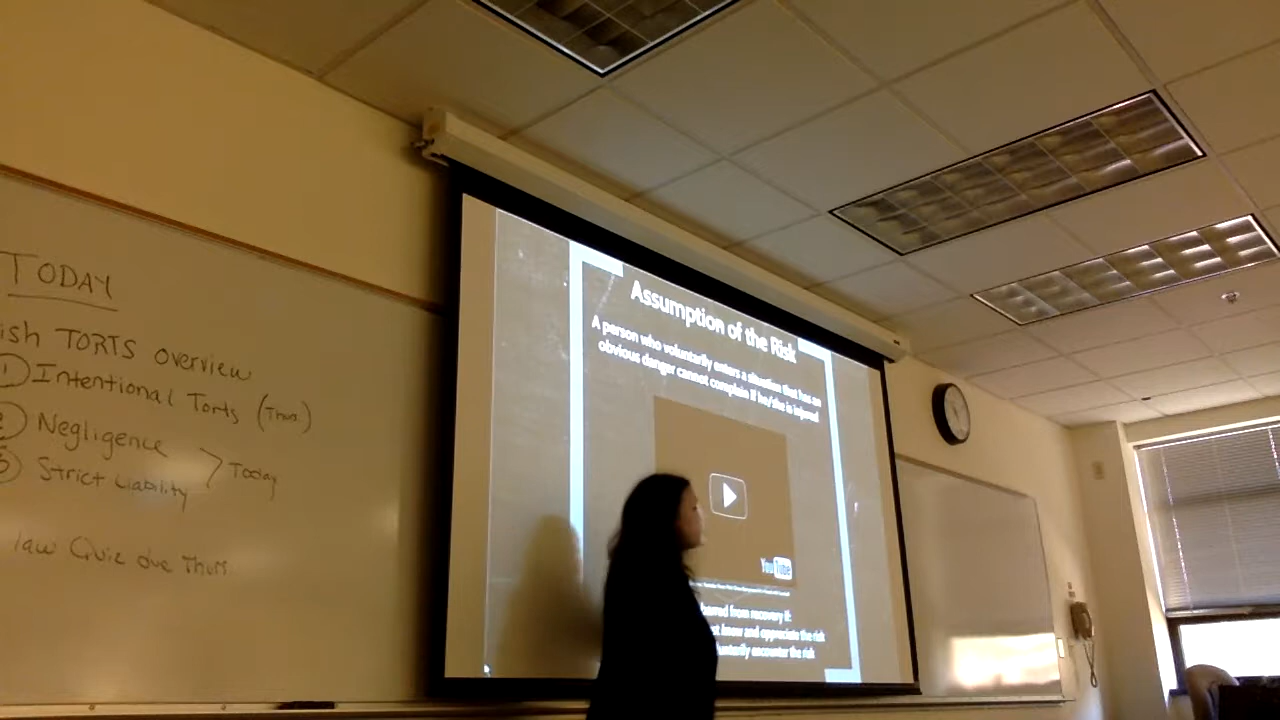 TODAY
ish TORTS overview
1 Intentional Torts (Thurs.)
2 Negligence
3 Strict Liability
Today
law Quiz due Thurs
Assumption of the Risk
A person who voluntarily enters a situation that has an
obvious danger cannot complain if he/she is injured
YouTube
barred from recovery if:
know and appreciate the risk
voluntarily encounter the risk